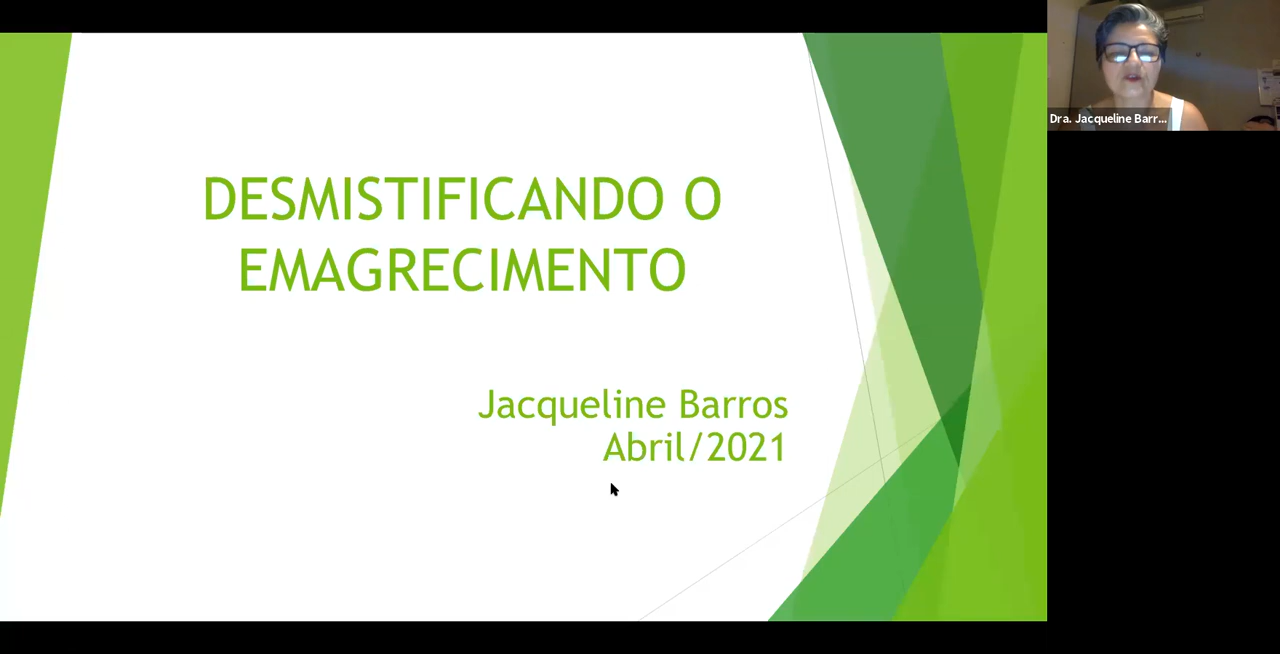 DESMISTIFICANDO O
EMAGRECIMENTO
Jacqueline Barros
Abril/2021
Dra. Jacqueline Barr...